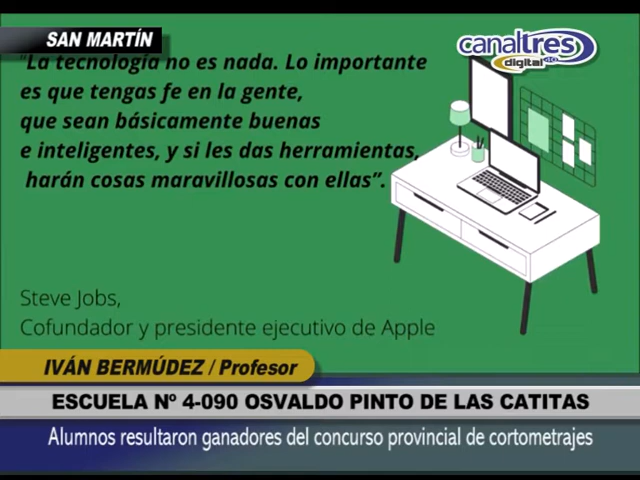 SAN MARTÍN
canaltres
digital
"La tecnología no es nada. Lo importante
es que tengas fe en la gente,
que sean básicamente buenas
e inteligentes, y si les das herramientas,
harán cosas maravillosas con ellas”.
Steve Jobs,
Cofundador y presidente ejecutivo de Apple
IVÁN BERMÚDEZ / Profesor
ESCUELA Nº 4-090 OSVALDO PINTO DE LAS CATITAS
Alumnos resultaron ganadores del concurso provincial de cortometrajes